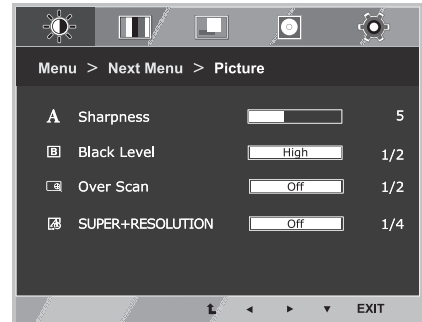 Menu > Next Menu > Picture
A Sharpness 5
B Black Level High 1/2
Over Scan Off 1/2
SUPER+RESOLUTION Off 1/4
EXIT